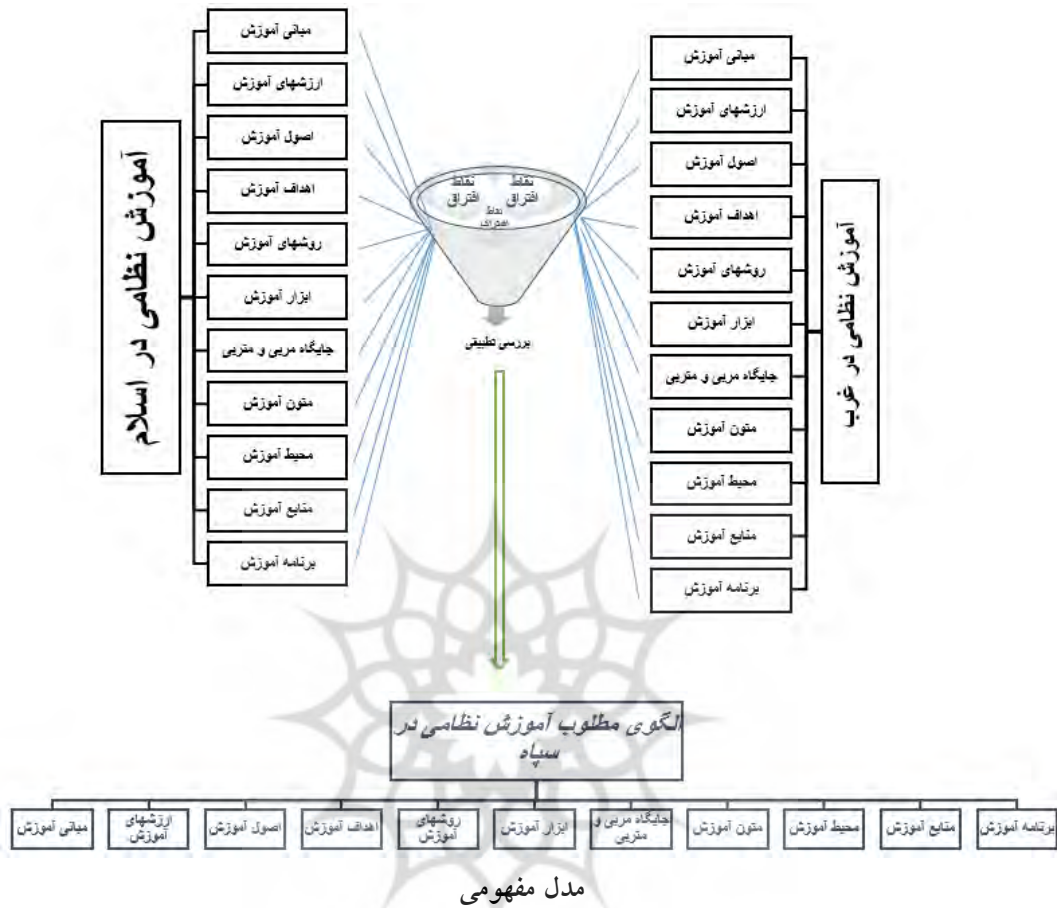 آموزش نظامی در اسلام
مبانی آموزش
ارزشهای آموزش
اصول آموزش
اهداف آموزش
روشهای آموزش
ابزار آموزش
جایگاه مربی و متربی
متون آموزش
محیط آموزش
منابع آموزش
برنامه آموزش
نقاط
افتراق
نقاط
افتراق
نقاط
اشتراک
بررسی تطبیقی
آموزش نظامی در غرب
مبانی آموزش
ارزشهای آموزش
اصول آموزش
اهداف آموزش
روشهای آموزش
ابزار آموزش
جایگاه مربی و متربی
متون آموزش
محیط آموزش
منابع آموزش
برنامه آموزش
الگوی مطلوب آموزش نظامی در
سپاه
برنامه آموزش
منابع آموزش
محیط آموزش
متون آموزش
جایگاه مربی و
متربی
ابزار آموزش
روشهای
آموزش
اهداف آموزش
اصول آموزش
ارزشهای
آموزش
مبانی آموزش
مدل مفهومی